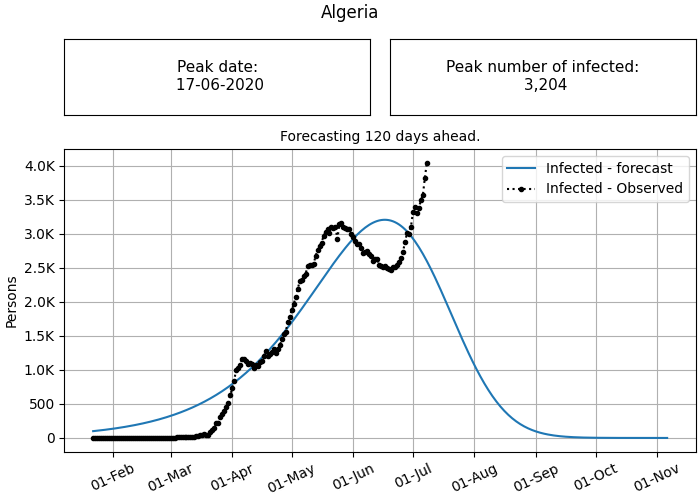 Algeria
Peak date:
17-06-2020
Peak number of infected:
3,204
Forecasting 120 days ahead.
Infected - forecast
Infected - Observed
Persons
4.0K
3.5K
3.0K
2.5K
2.0K
1.5K
1.0K
500
0
01-Feb
01-Mar
01-Apr
01-May
01-Jun
01-Jul
01-Aug
01-Sep
01-Oct
01-Nov